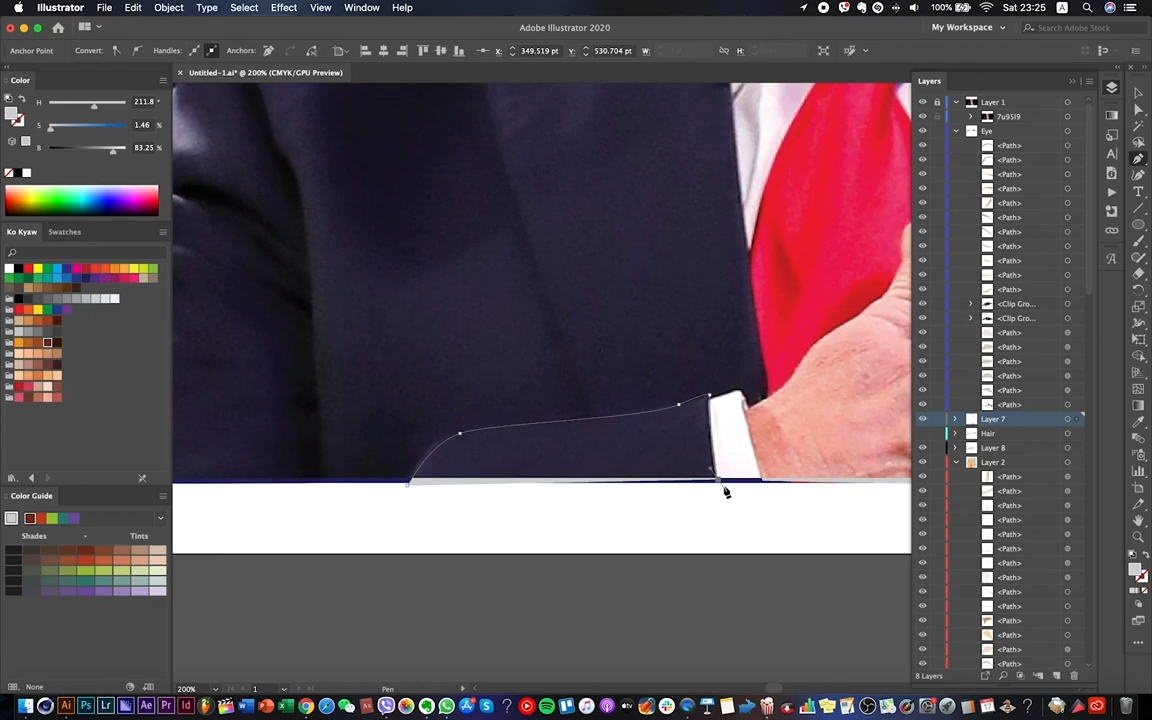 Illustrator File Edit Object Type Select Effect View Window Help 100% Sat 23:25
Adobe Illustrator 2020
My Workspace
Search Adobe Stock
Anchor Point Convert: Handles: Anchors: X: 349.519 pt Y: 530.704 pt W: H:
Color
× Untitled-1.ai* @ 200% (CMYK/GPU Preview)
Layers
H 211.8 °
S 1.46 %
B 83.25 %
Ko Kyaw Swatches
Color Guide
Shades Tints
None
Layer 1
7u95I9
Eye
<Path>
<Path>
<Path>
<Path>
<Path>
<Path>
<Path>
<Path>
<Path>
<Path>
<Path>
<Clip Gro...
<Clip Gro...
<Path>
<Path>
<Path>
<Path>
<Path>
<Path>
Layer 7
Hair
Layer 8
Layer 2
<Path>
<Path>
<Path>
<Path>
<Path>
<Path>
<Path>
<Path>
<Path>
<Path>
<Path>
<Path>
<Path>
<Path>
8 Layers
200% 1 Pen